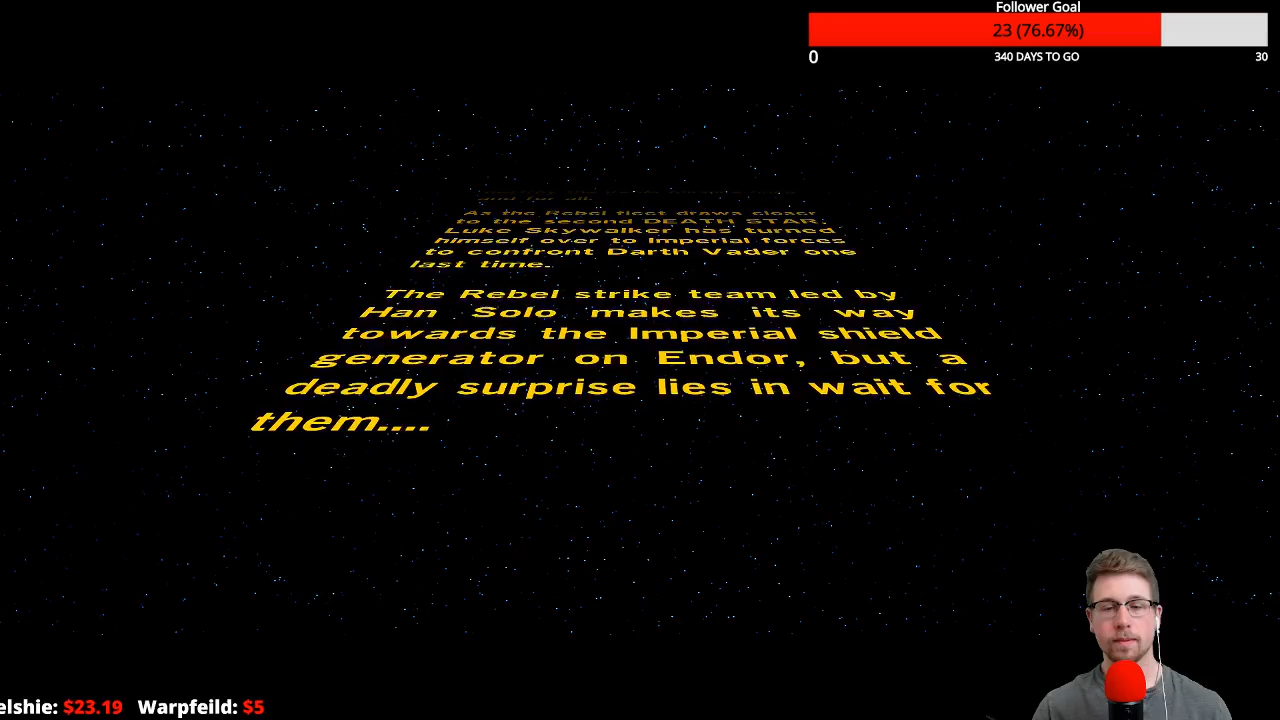 Follower Goal
23 (76.67%)
0 340 DAYS TO GO 30
and for all.
As the Rebel fleet draws closer
to the second DEATH STAR,
Luke Skywalker has turned
himself over to Imperial forces
to confront Darth Vader one
last time.
The Rebel strike team led by
Han Solo makes its way
towards the Imperial shield
generator on Endor, but a
deadly surprise lies in wait for
them....
elshie: $23.19 Warpfeild: $5